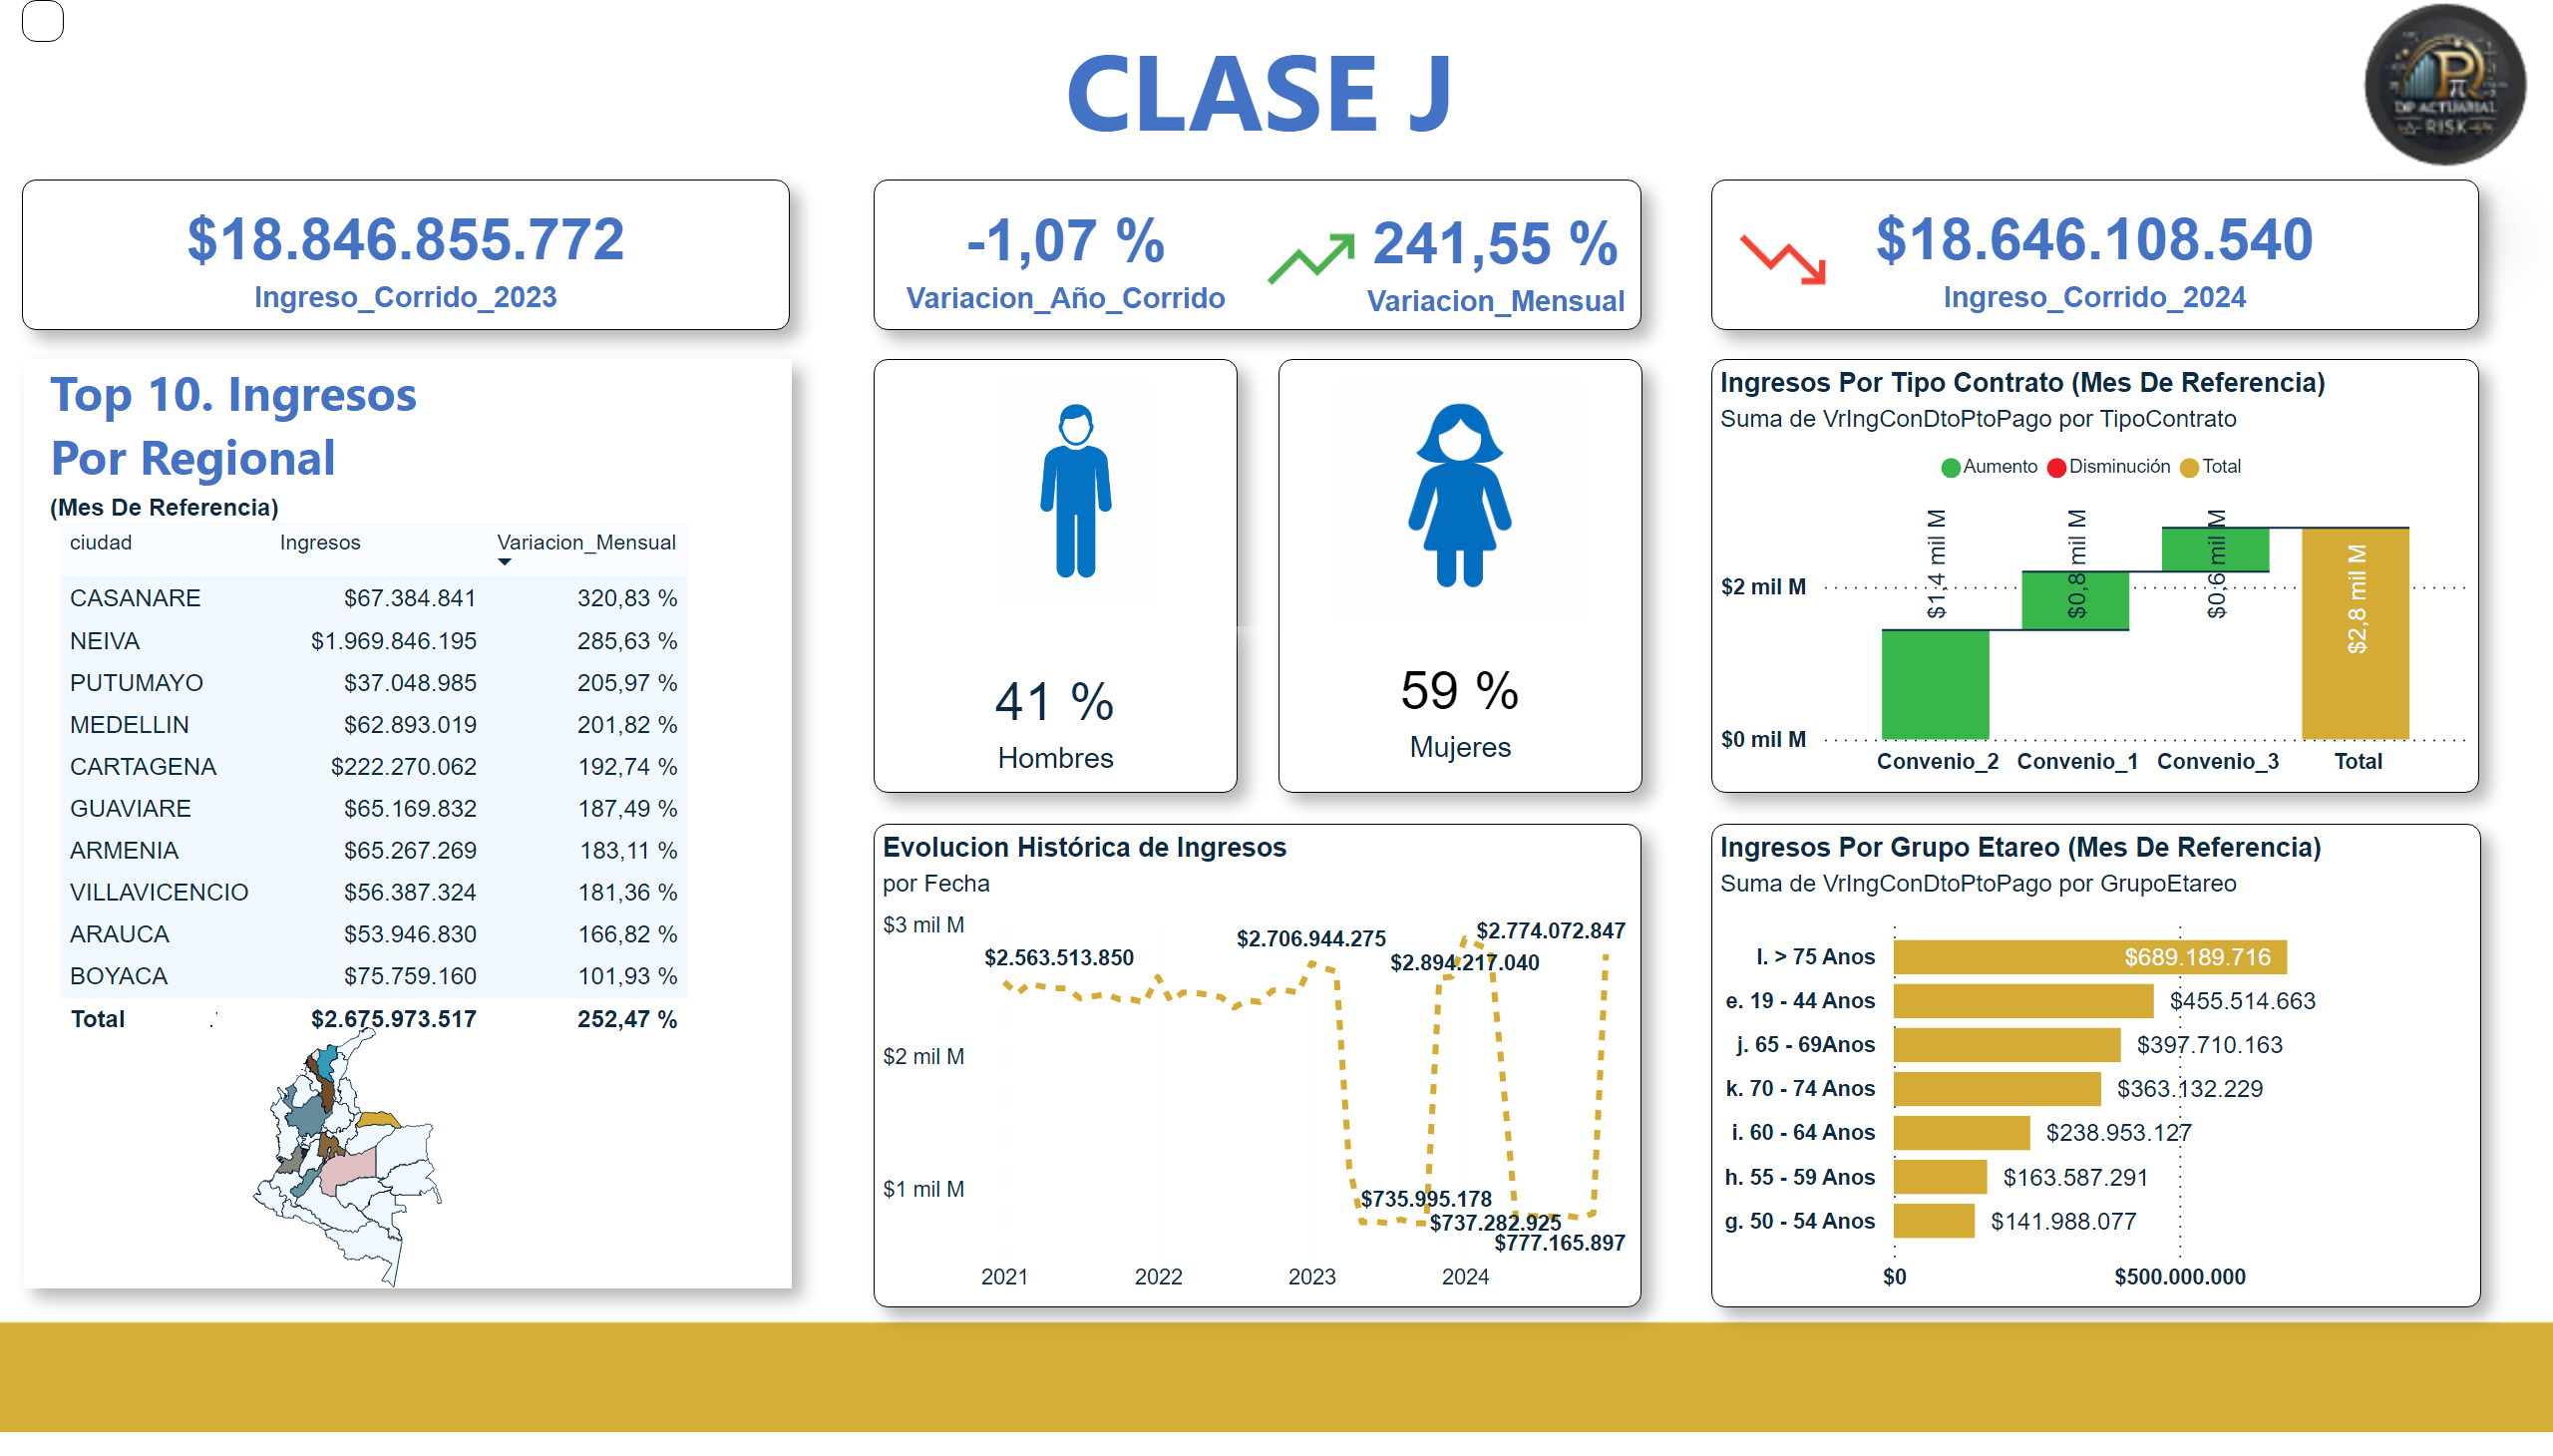 CLASE J
DP ACTUARIAL
RISK
$18.846.855.772
Ingreso_Corrido_2023
-1,07 %
Variacion_Año_Corrido
241,55 %
Variacion_Mensual
$18.646.108.540
Ingreso_Corrido_2024
Top 10. Ingresos
Por Regional
(Mes De Referencia)
ciudad Ingresos Variacion_Mensual
CASANARE $67.384.841 320,83 %
NEIVA $1.969.846.195 285,63 %
PUTUMAYO $37.048.985 205,97 %
MEDELLIN $62.893.019 201,82 %
CARTAGENA $222.270.062 192,74 %
GUAVIARE $65.169.832 187,49 %
ARMENIA $65.267.269 183,11 %
VILLAVICENCIO $56.387.324 181,36 %
ARAUCA $53.946.830 166,82 %
BOYACA $75.759.160 101,93 %
Total $2.675.973.517 252,47 %
41 %
Hombres
59 %
Mujeres
Ingresos Por Tipo Contrato (Mes De Referencia)
Suma de VrIngConDtoPtoPago por TipoContrato
Aumento Disminución Total
$2 mil M
$0 mil M
$1,4 mil M
$0,8 mil M
$0,6 mil M
$2,8 mil M
Convenio_2 Convenio_1 Convenio_3 Total
Evolucion Histórica de Ingresos
por Fecha
$3 mil M
$2 mil M
$1 mil M
$2.563.513.850
$2.706.944.275
$2.774.072.847
$2.894.217.040
$735.995.178
$737.282.925
$777.165.897
2021 2022 2023 2024
Ingresos Por Grupo Etareo (Mes De Referencia)
Suma de VrIngConDtoPtoPago por GrupoEtareo
l. > 75 Anos $689.189.716
e. 19 - 44 Anos $455.514.663
j. 65 - 69Anos $397.710.163
k. 70 - 74 Anos $363.132.229
i. 60 - 64 Anos $238.953.127
h. 55 - 59 Anos $163.587.291
g. 50 - 54 Anos $141.988.077
$0 $500.000.000